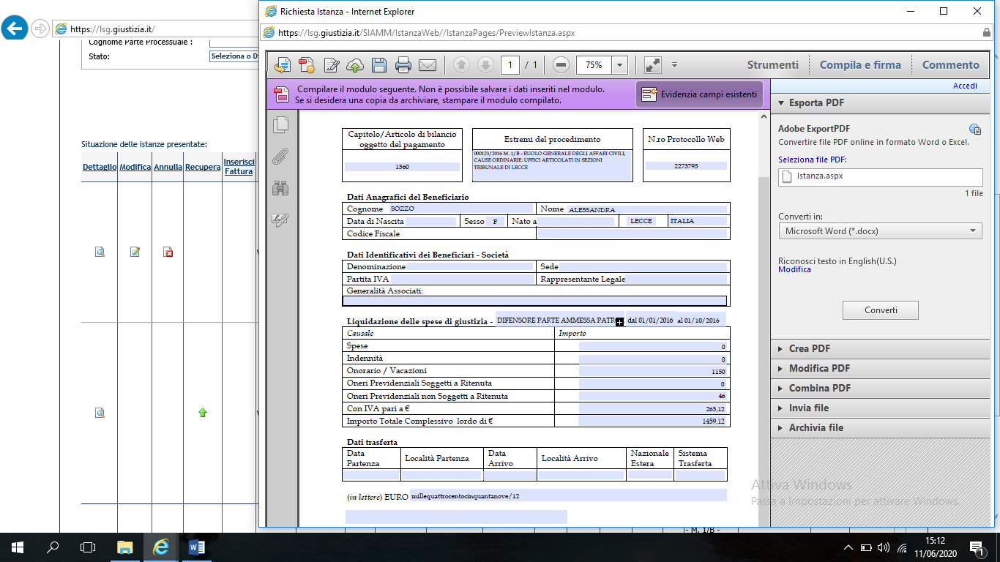 Richiesta Istanza - Internet Explorer
https://lsg.giustizia.it/
https://lsg.giustizia.it/SIAMM/IstanzaWeb//IstanzaPages/PreviewIstanza.aspx
Cognome Parte Processuale :
Stato:
Seleziona o D
1 / 1
75%
Strumenti
Compila e firma
Commento
Compilare il modulo seguente. Non è possibile salvare i dati inseriti nel modulo.
Se si desidera una copia da archiviare, stampare il modulo compilato.
Evidenzia campi esistenti
Accedi
Situazione delle istanze presentate:
Dettaglio Modifica Annulla Recupera Inserisci Fattura
Capitolo/Articolo di bilancio
oggetto del pagamento
1360
Estremi del procedimento
000123/2016 M. 1/B - RUOLO GENERALE DEGLI AFFARI CIVILI,
CAUSE ORDINARIE: UFFICI ARTICOLATI IN SEZIONI
TRIBUNALE DI LECCE
N.ro Protocollo Web
2273795
Dati Anagrafici del Beneficiario
Cognome SOZZO Nome ALESSANDRA
Data di Nascita Sesso F Nato a LECCE ITALIA
Codice Fiscale
Dati Identificativi dei Beneficiari - Società
Denominazione Sede
Partita IVA Rappresentante Legale
Generalità Associati:
Liquidazione delle spese di giustizia - DIFENSORE PARTE AMMESSA PATR dal 01/01/2016 al 01/10/2016
Causale Importo
Spese 0
Indennità 0
Onorario / Vacazioni 1150
Oneri Previdenziali Soggetti a Ritenuta 0
Oneri Previdenziali non Soggetti a Ritenuta 46
Con IVA pari a € 263,12
Importo Totale Complessivo lordo di € 1459,12
Dati trasferta
Data Partenza Località Partenza Data Arrivo Località Arrivo Nazionale Estera Sistema Trasferta
(in lettere) EURO millequattrocentocinquantanove/12
Esporta PDF
Adobe ExportPDF
Convertire file PDF online in formato Word o Excel.
Seleziona file PDF:
Istanza.aspx
1 file
Converti in:
Microsoft Word (*.docx)
Riconosci testo in English(U.S.)
Modifica
Converti
Crea PDF
Modifica PDF
Combina PDF
Invia file
Archivia file
Attiva Windows
Passa a Impostazioni per attivare Windows.
- M. 1/B -
15:12
11/06/2020
1